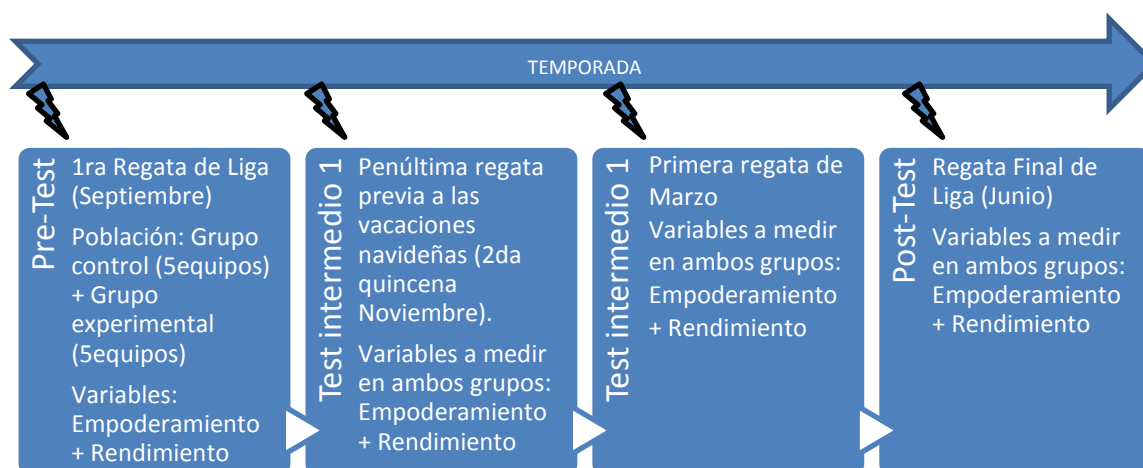 TEMPORADA
Pre-Test
1ra Regata de Liga
(Septiembre)
Población: Grupo
control (5equipos)
+ Grupo
experimental
(5equipos)
Variables:
Empoderamiento
+ Rendimiento
Test intermedio 1
Penúltima regata
previa a las
vacaciones
navideñas (2da
quincena
Noviembre).
Variables a medir
en ambos grupos:
Empoderamiento
+ Rendimiento
Test intermedio 1
Primera regata de
Marzo
Variables a medir
en ambos grupos:
Empoderamiento
+ Rendimiento
Post-Test
Regata Final de
Liga (Junio)
Variables a medir
en ambos grupos:
Empoderamiento
+ Rendimiento